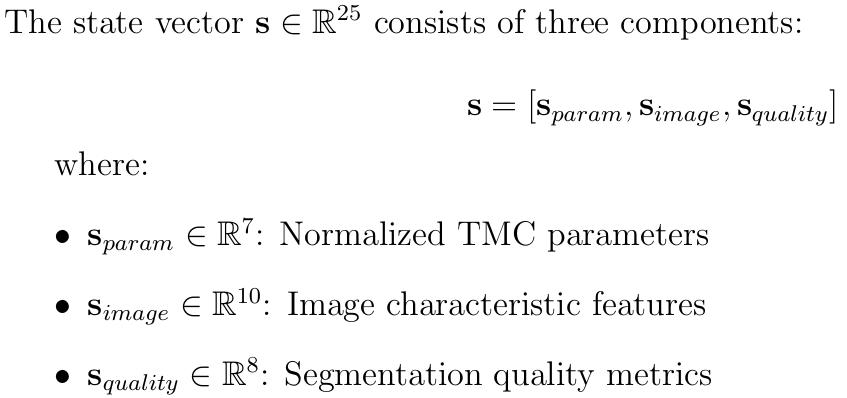 The state vector $\mathbf{s} \in \mathbb{R}^{25}$ consists of three components:
$\mathbf{s} = [\mathbf{s}_{param}, \mathbf{s}_{image}, \mathbf{s}_{quality}]$
where:
• $\mathbf{s}_{param} \in \mathbb{R}^{7}$: Normalized TMC parameters
• $\mathbf{s}_{image} \in \mathbb{R}^{10}$: Image characteristic features
• $\mathbf{s}_{quality} \in \mathbb{R}^{8}$: Segmentation quality metrics